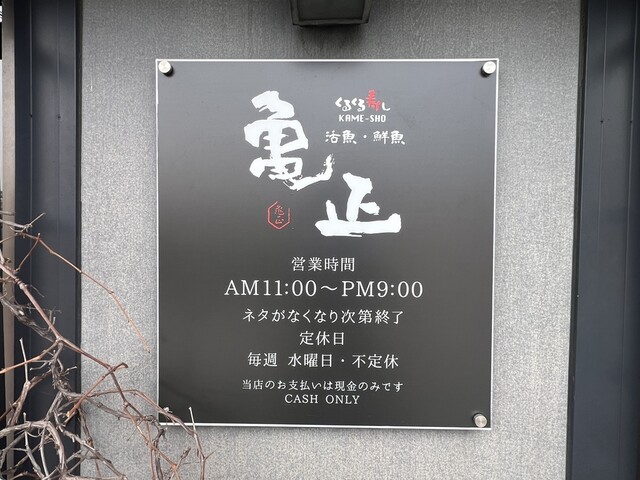 くるくる寿し
KAME-SHO
活魚・鮮魚
亀正
亀正
営業時間
AM11:00〜PM9:00
ネタがなくなり次第終了
定休日
毎週 水曜日・不定休
当店のお支払いは現金のみです
CASH ONLY